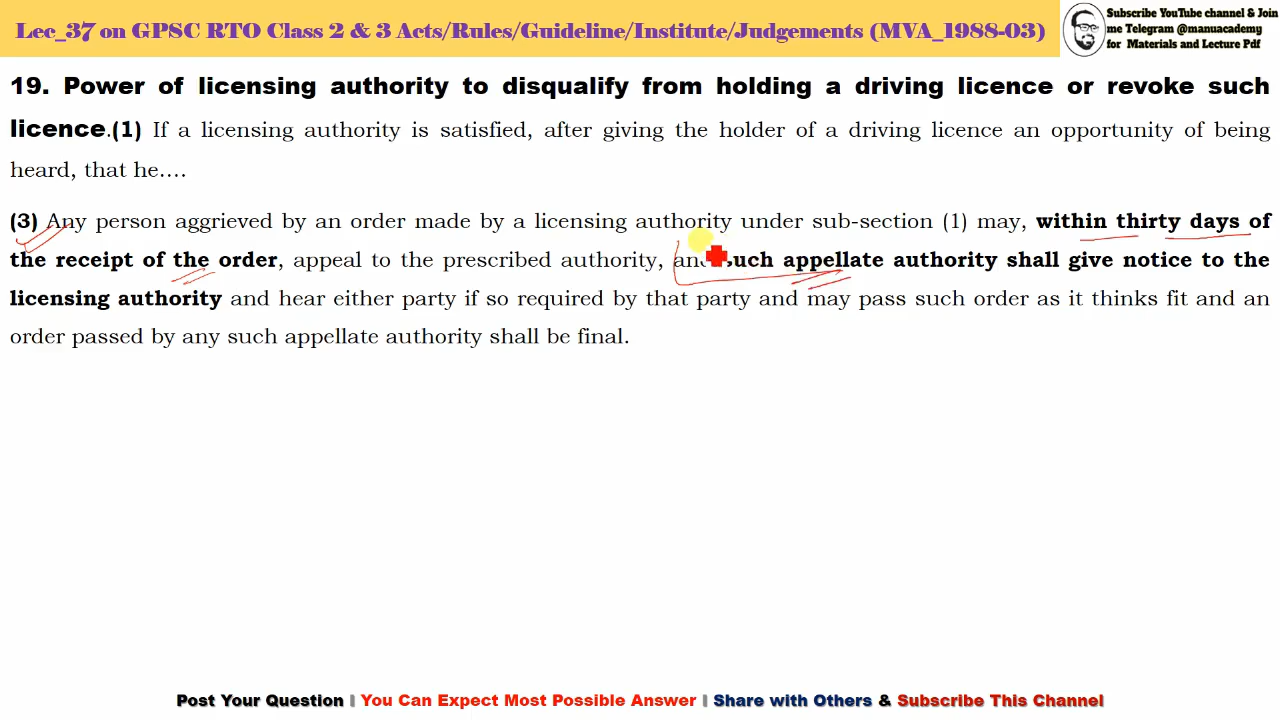 Lec_37 on GPSC RTO Class 2 & 3 Acts/Rules/Guideline/Institute/Judgements (MVA_1988-03)
Subscribe YouTube channel & Join
me Telegram @manuacademy
for Materials and Lecture Pdf
19. Power of licensing authority to disqualify from holding a driving licence or revoke such
licence.(1) If a licensing authority is satisfied, after giving the holder of a driving licence an opportunity of being
heard, that he....
(3) Any person aggrieved by an order made by a licensing authority under sub-section (1) may, within thirty days of
the receipt of the order, appeal to the prescribed authority, and such appellate authority shall give notice to the
licensing authority and hear either party if so required by that party and may pass such order as it thinks fit and an
order passed by any such appellate authority shall be final.
Post Your Question | You Can Expect Most Possible Answer | Share with Others & Subscribe This Channel